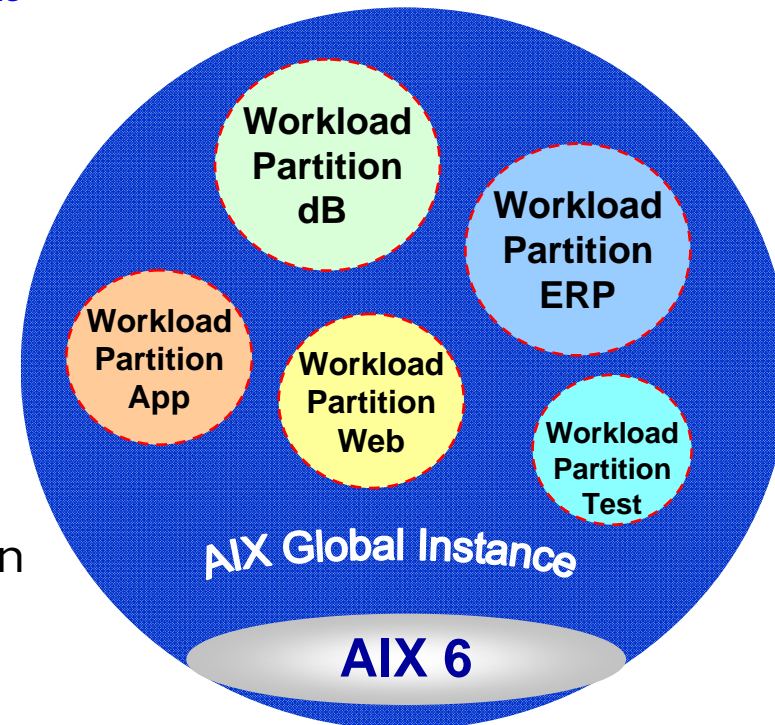 Workload
Partition
dB
Workload
Partition
ERP
Workload
Partition
App
Workload
Partition
Web
Workload
Partition
Test
n
AIX Global Instance
AIX 6